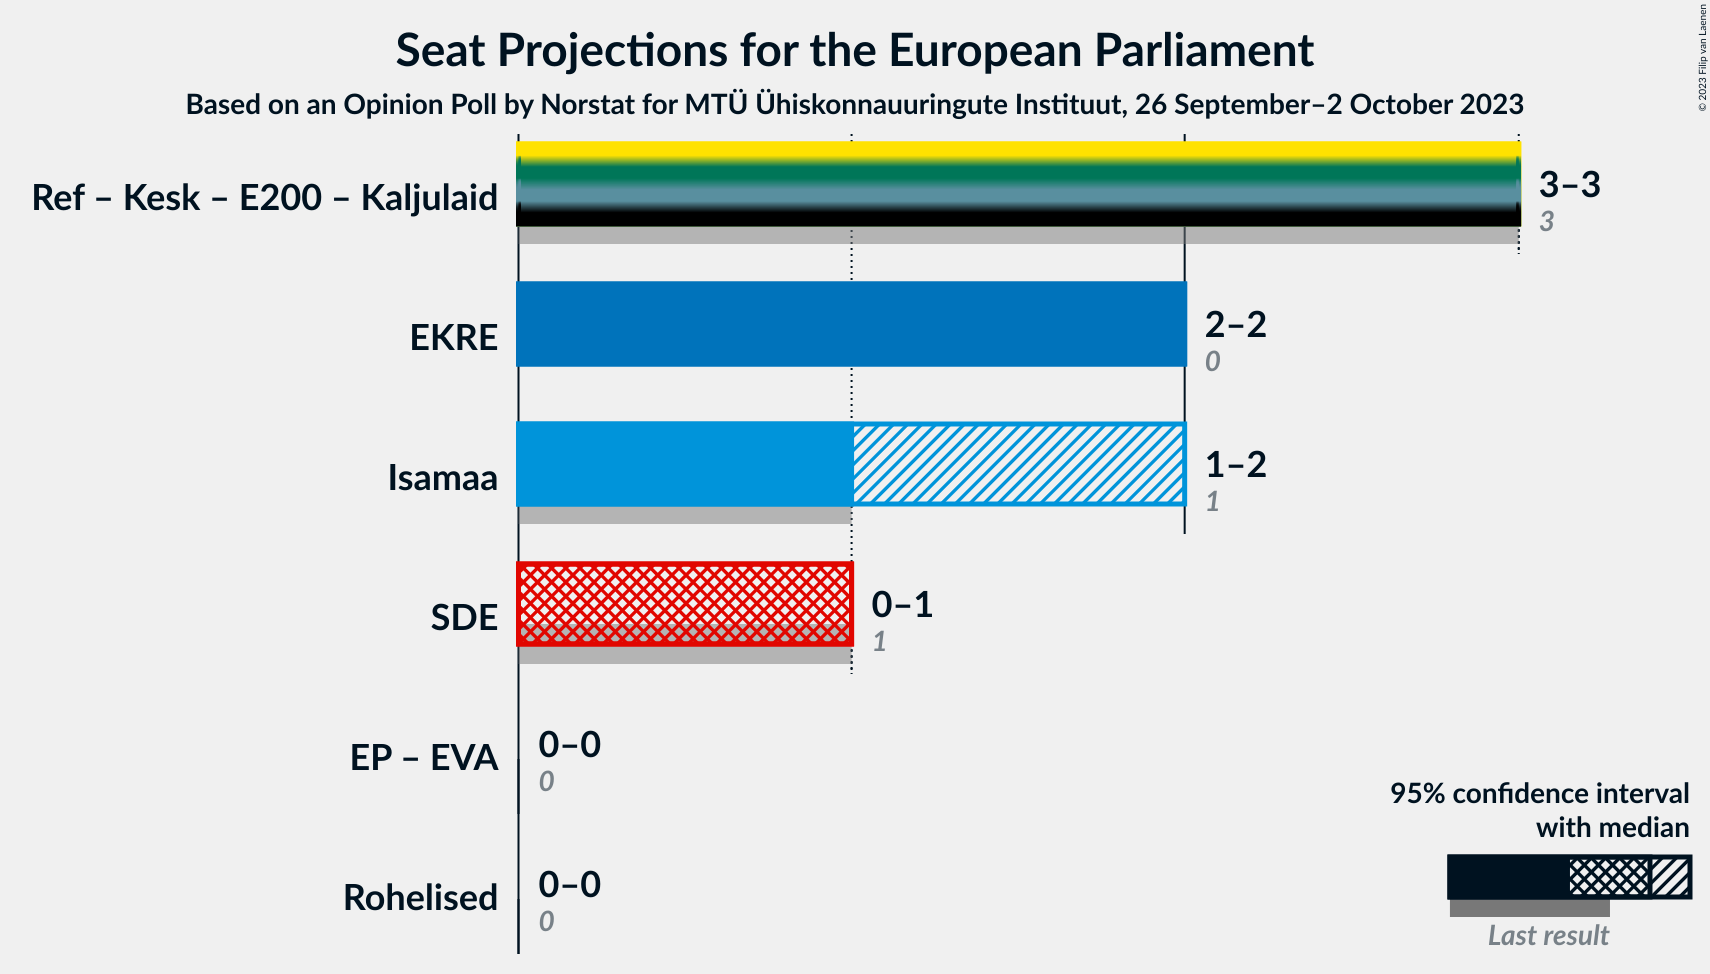 Seat Projections for the European Parliament
Based on an Opinion Poll by Norstat for MTÜ Ühiskonnauuringute Instituut, 26 September–2 October 2023
© 2023 Filip van Laenen
Ref – Kesk – E200 – Kaljulaid
3–3
3
EKRE
2–2
0
Isamaa
1–2
1
SDE
0–1
1
EP – EVA
0–0
0
Rohelised
0–0
0
95% confidence interval
with median
Last result